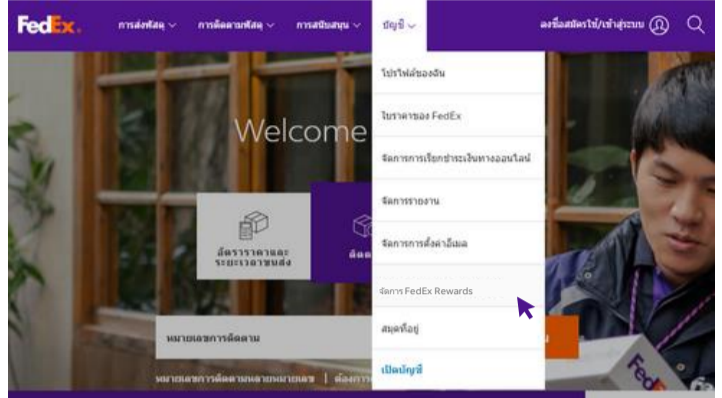 FedEx.
การส่งพัสดุ
การติดตามพัสดุ
การสนับสนุน
บัญชี
ลงชื่อสมัครใช้/เข้าสู่ระบบ
โปรไฟล์ของฉัน
ใบราคาของ FedEx
จัดการการเรียกชำระเงินทางออนไลน์
จัดการรายงาน
จัดการการตั้งค่าอีเมล
จัดการ FedEx Rewards
สมุดที่อยู่
เปิดบัญชี
Welcome
อัตราราคาและ
ระยะเวลาขนส่ง
หมายเลขการติดตาม
หมายเลขการติดตามหลายหมายเลข | ต้องการ